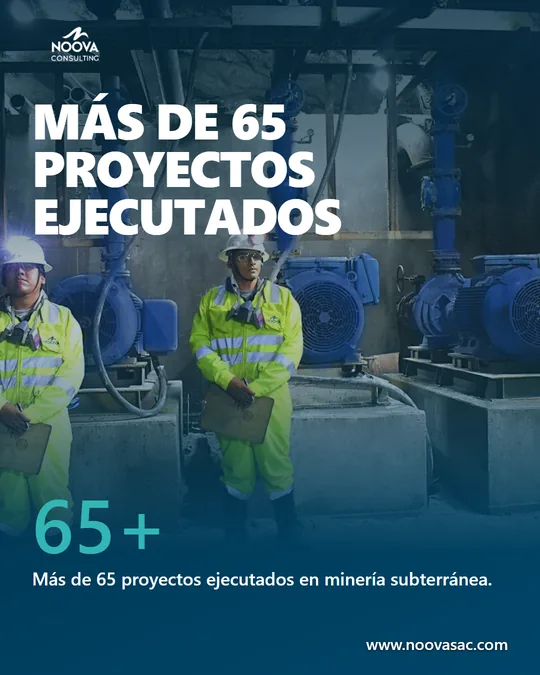 NOOVA
CONSULTING
MÁS DE 65
PROYECTOS
EJECUTADOS
65+
Más de 65 proyectos ejecutados en minería subterránea.
www.noovasac.com